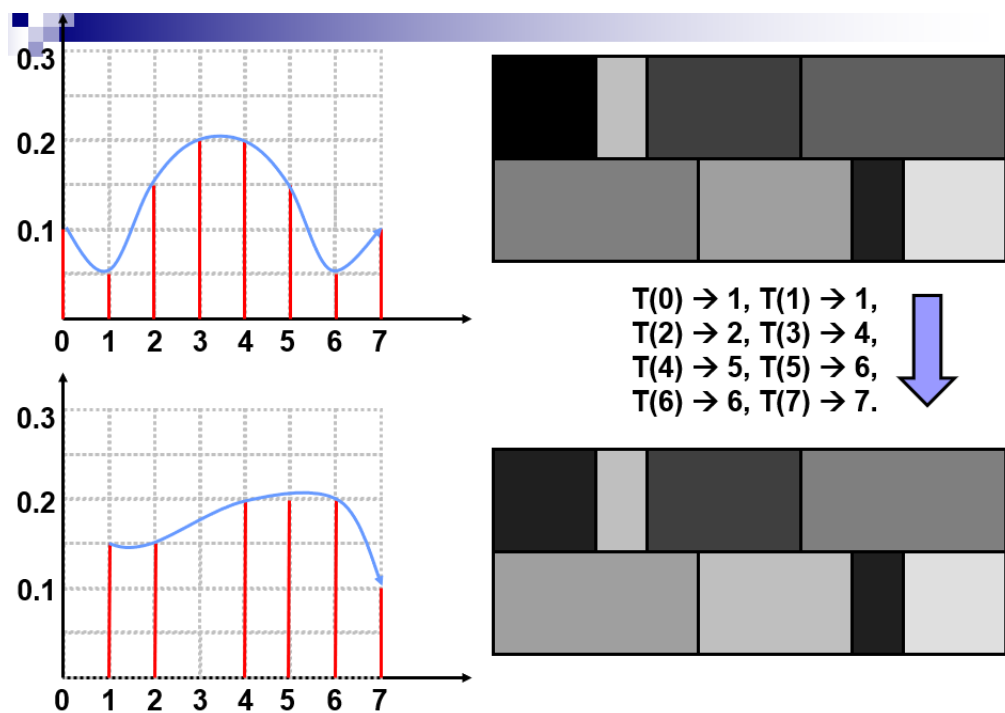 0.3
0.2
0.1
0 1 2 3 4 5 6 7
T(0) → 1, T(1) → 1,
T(2) → 2, T(3) → 4,
T(4) → 5, T(5) → 6,
T(6) → 6, T(7) → 7.
0.3
0.2
0.1
0 1 2 3 4 5 6 7